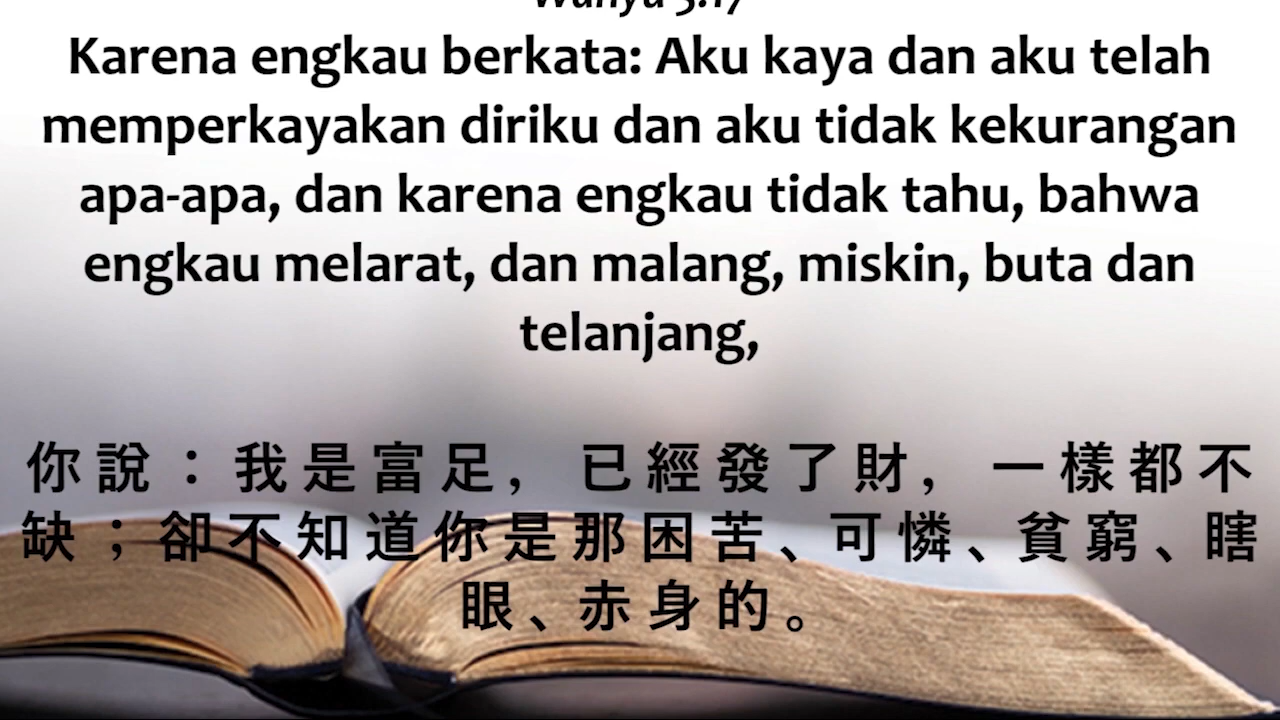 Wahyu 3:17
Karena engkau berkata: Aku kaya dan aku telah
memperkayakan diriku dan aku tidak kekurangan
apa-apa, dan karena engkau tidak tahu, bahwa
engkau melarat, dan malang, miskin, buta dan
telanjang,
你說：我是富足， 已經發了財， 一樣都不
缺；卻不知道你是那困苦、可憐、貧窮、瞎
眼、赤身的。